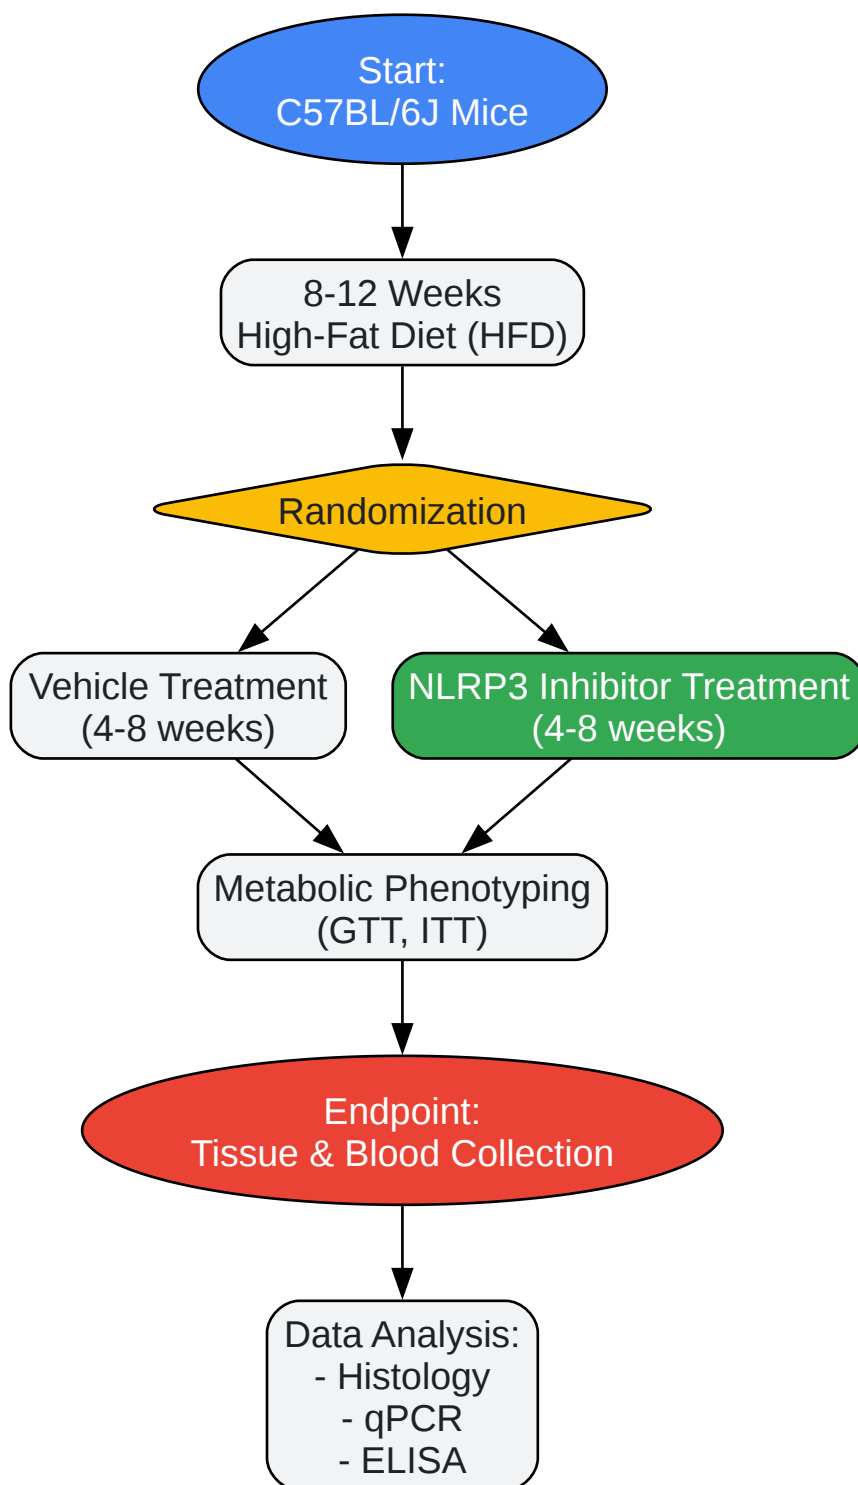 Start:
C57BL/6J Mice
8-12 Weeks
High-Fat Diet (HFD)
Randomization
Vehicle Treatment
(4-8 weeks)
NLRP3 Inhibitor Treatment
(4-8 weeks)
Metabolic Phenotyping
(GTT, ITT)
Endpoint:
Tissue & Blood Collection
Data Analysis:
- Histology
- qPCR
- ELISA